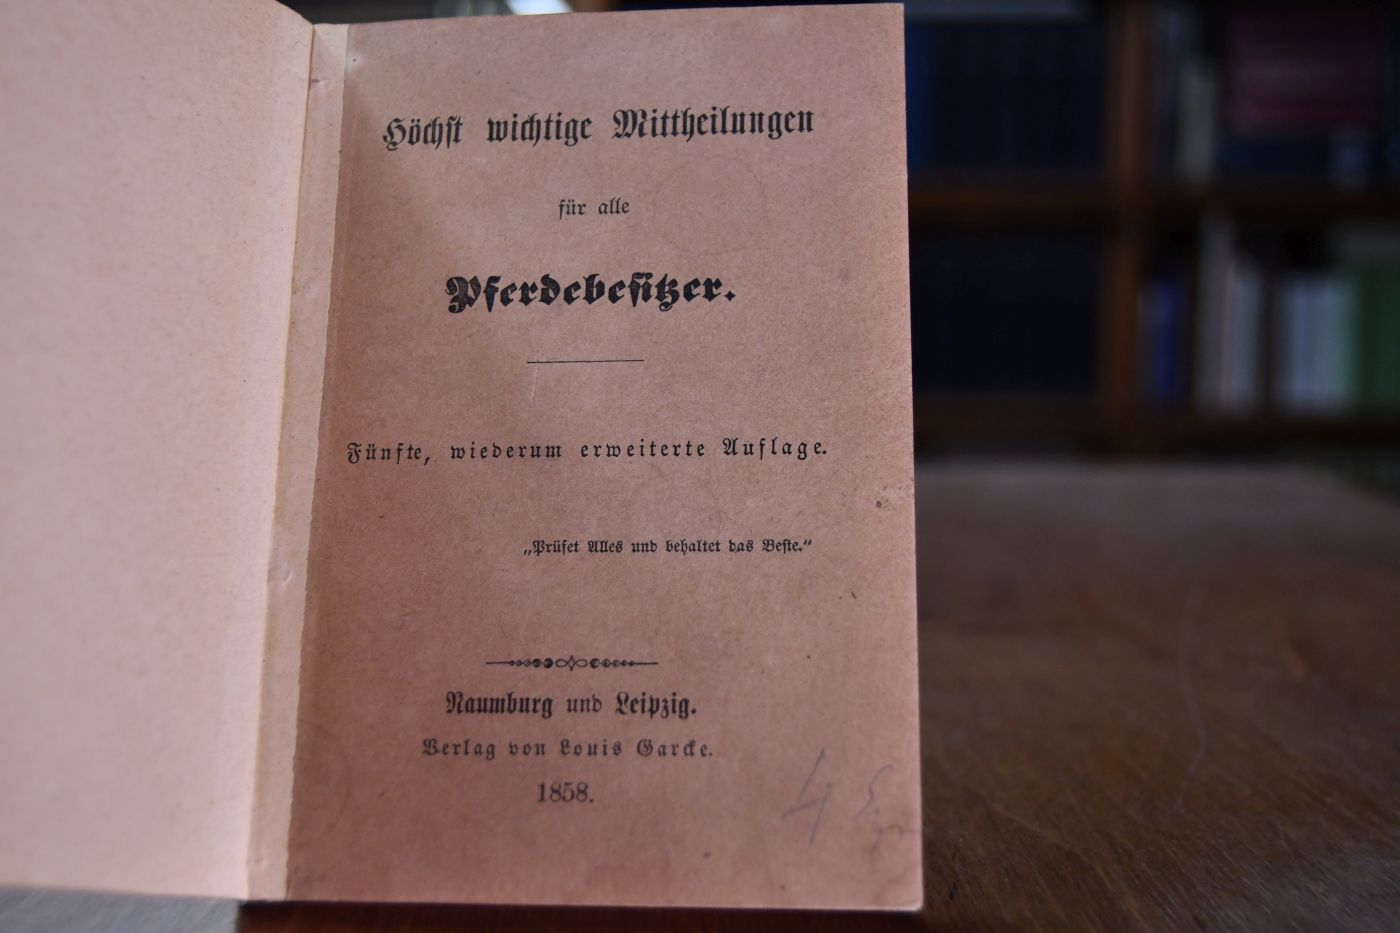 Höchst wichtige Mittheilungen
für alle
Pferdebesitzer.
Fünfte, wiederum erweiterte Auflage.
„Prüfet Alles und behaltet das Beste.“
Naumburg und Leipzig.
Verlag von Louis Garcke.
1858.